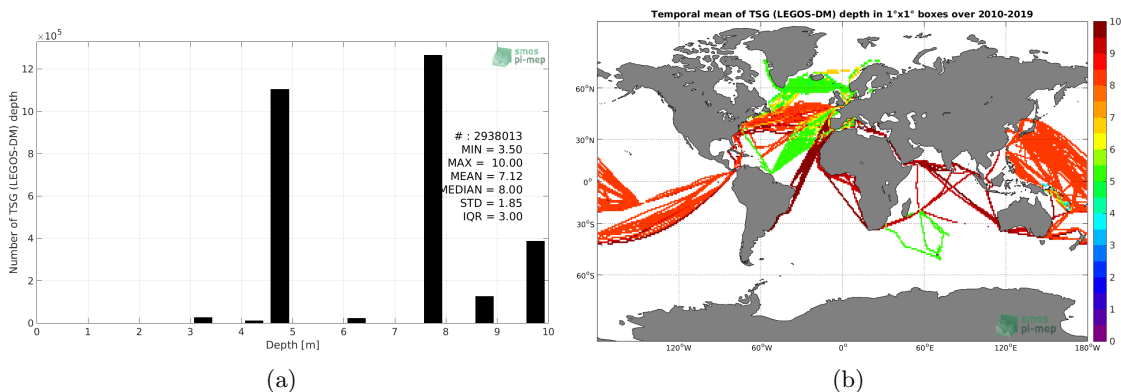 12
10
8
6
4
2
0
×10⁵
Number of TSG (LEGOS-DM) depth
smos
pi-mep
# : 2938013
MIN = 3.50
MAX = 10.00
MEAN = 7.12
MEDIAN = 8.00
STD = 1.85
IQR = 3.00
0 1 2 3 4 5 6 7 8 9 10
Depth [m]
(a)
Temporal mean of TSG (LEGOS-DM) depth in 1°x1° boxes over 2010-2019
60°N
30°N
0°
30°S
60°S
120°W 60°W 0° 60°E 120°E 180°W
smos
pi-mep
10
9
8
7
6
5
4
3
2
1
0
(b)